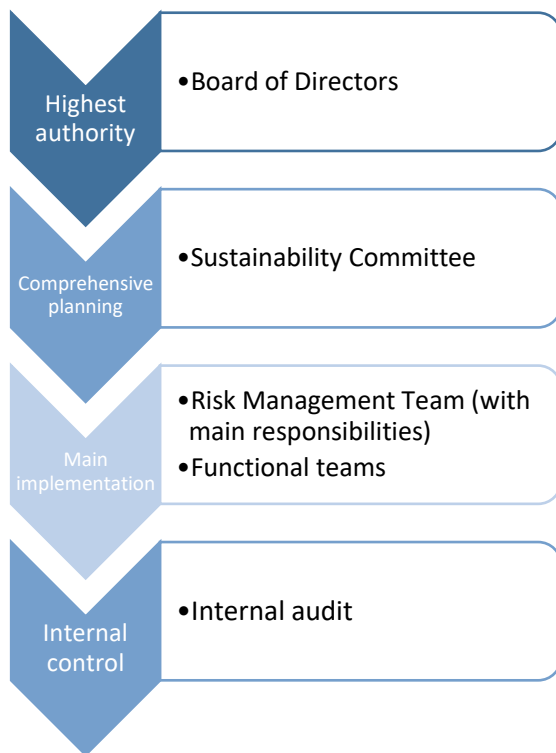 Highest
authority
•Board of Directors
Comprehensive
planning
•Sustainability Committee
Main
implementation
•Risk Management Team (with
main responsibilities)
•Functional teams
Internal
control
•Internal audit